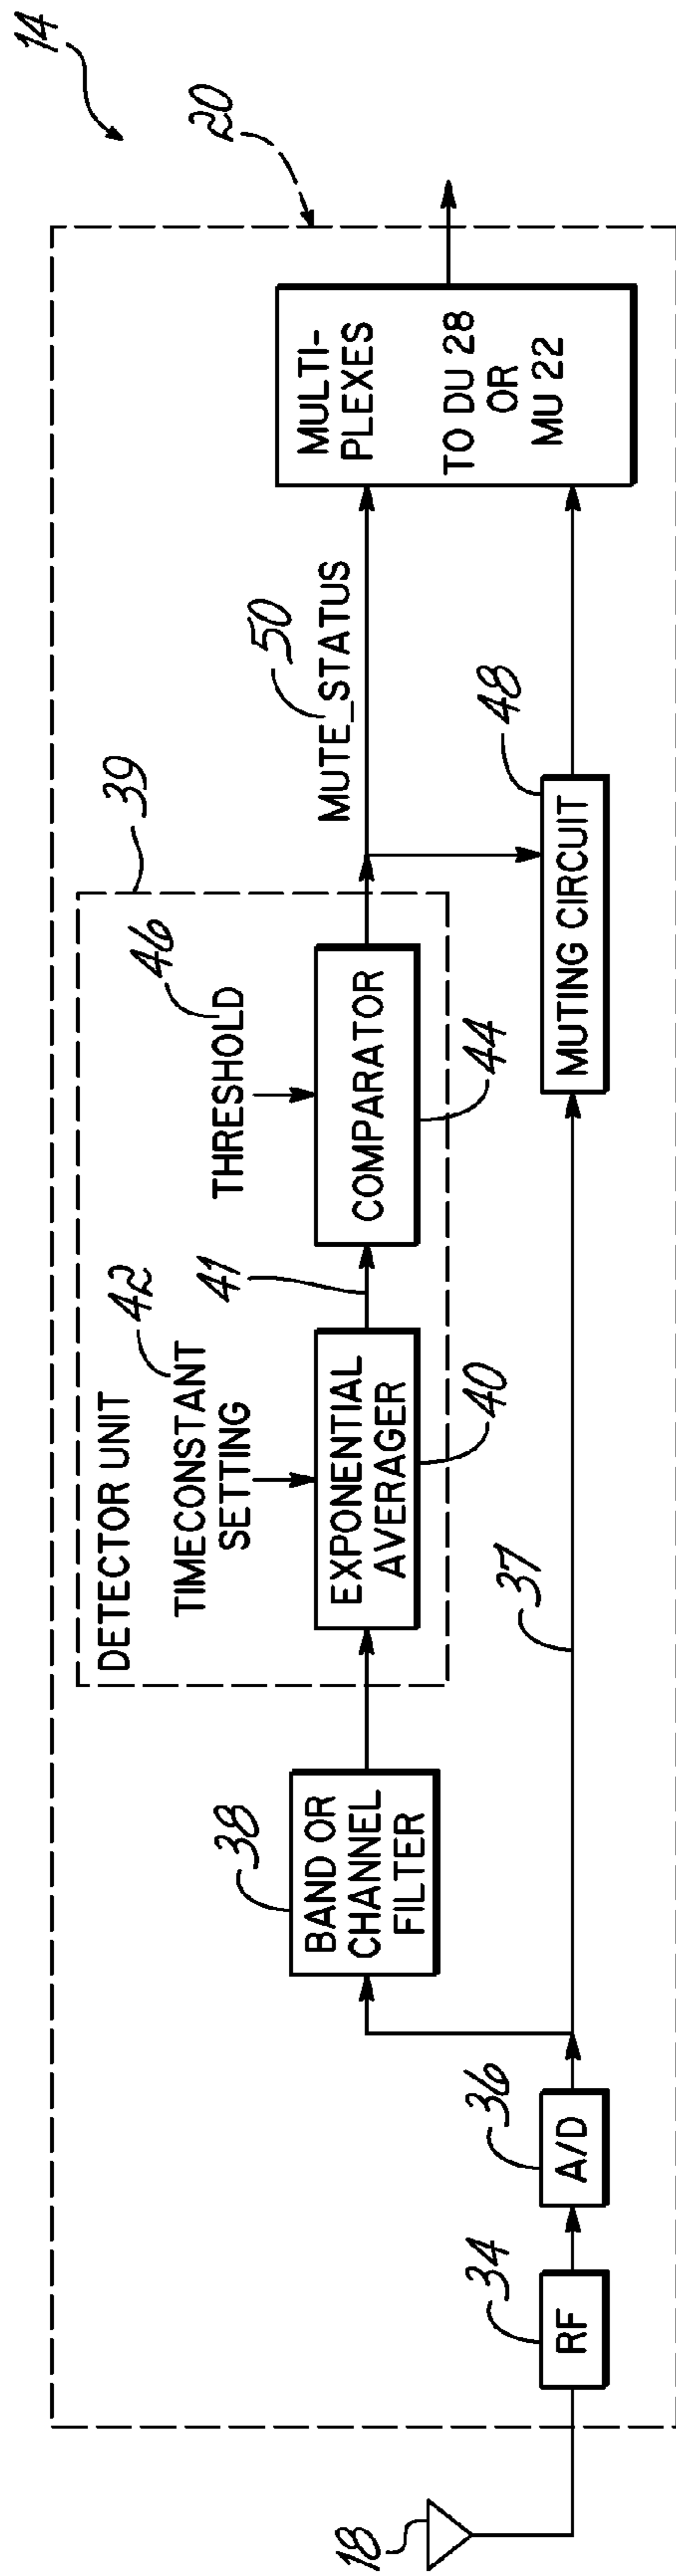 14
20
39
DETECTOR UNIT
42
TIMECONSTANT
SETTING
46
THRESHOLD
50
MUTE_STATUS
MULTI-
PLEXES
TO DU 28
OR
MU 22
38
BAND OR
CHANNEL
FILTER
EXPONENTIAL
AVERAGER
40
41
COMPARATOR
44
18
34
RF
36
A/D
37
48
MUTING CIRCUIT